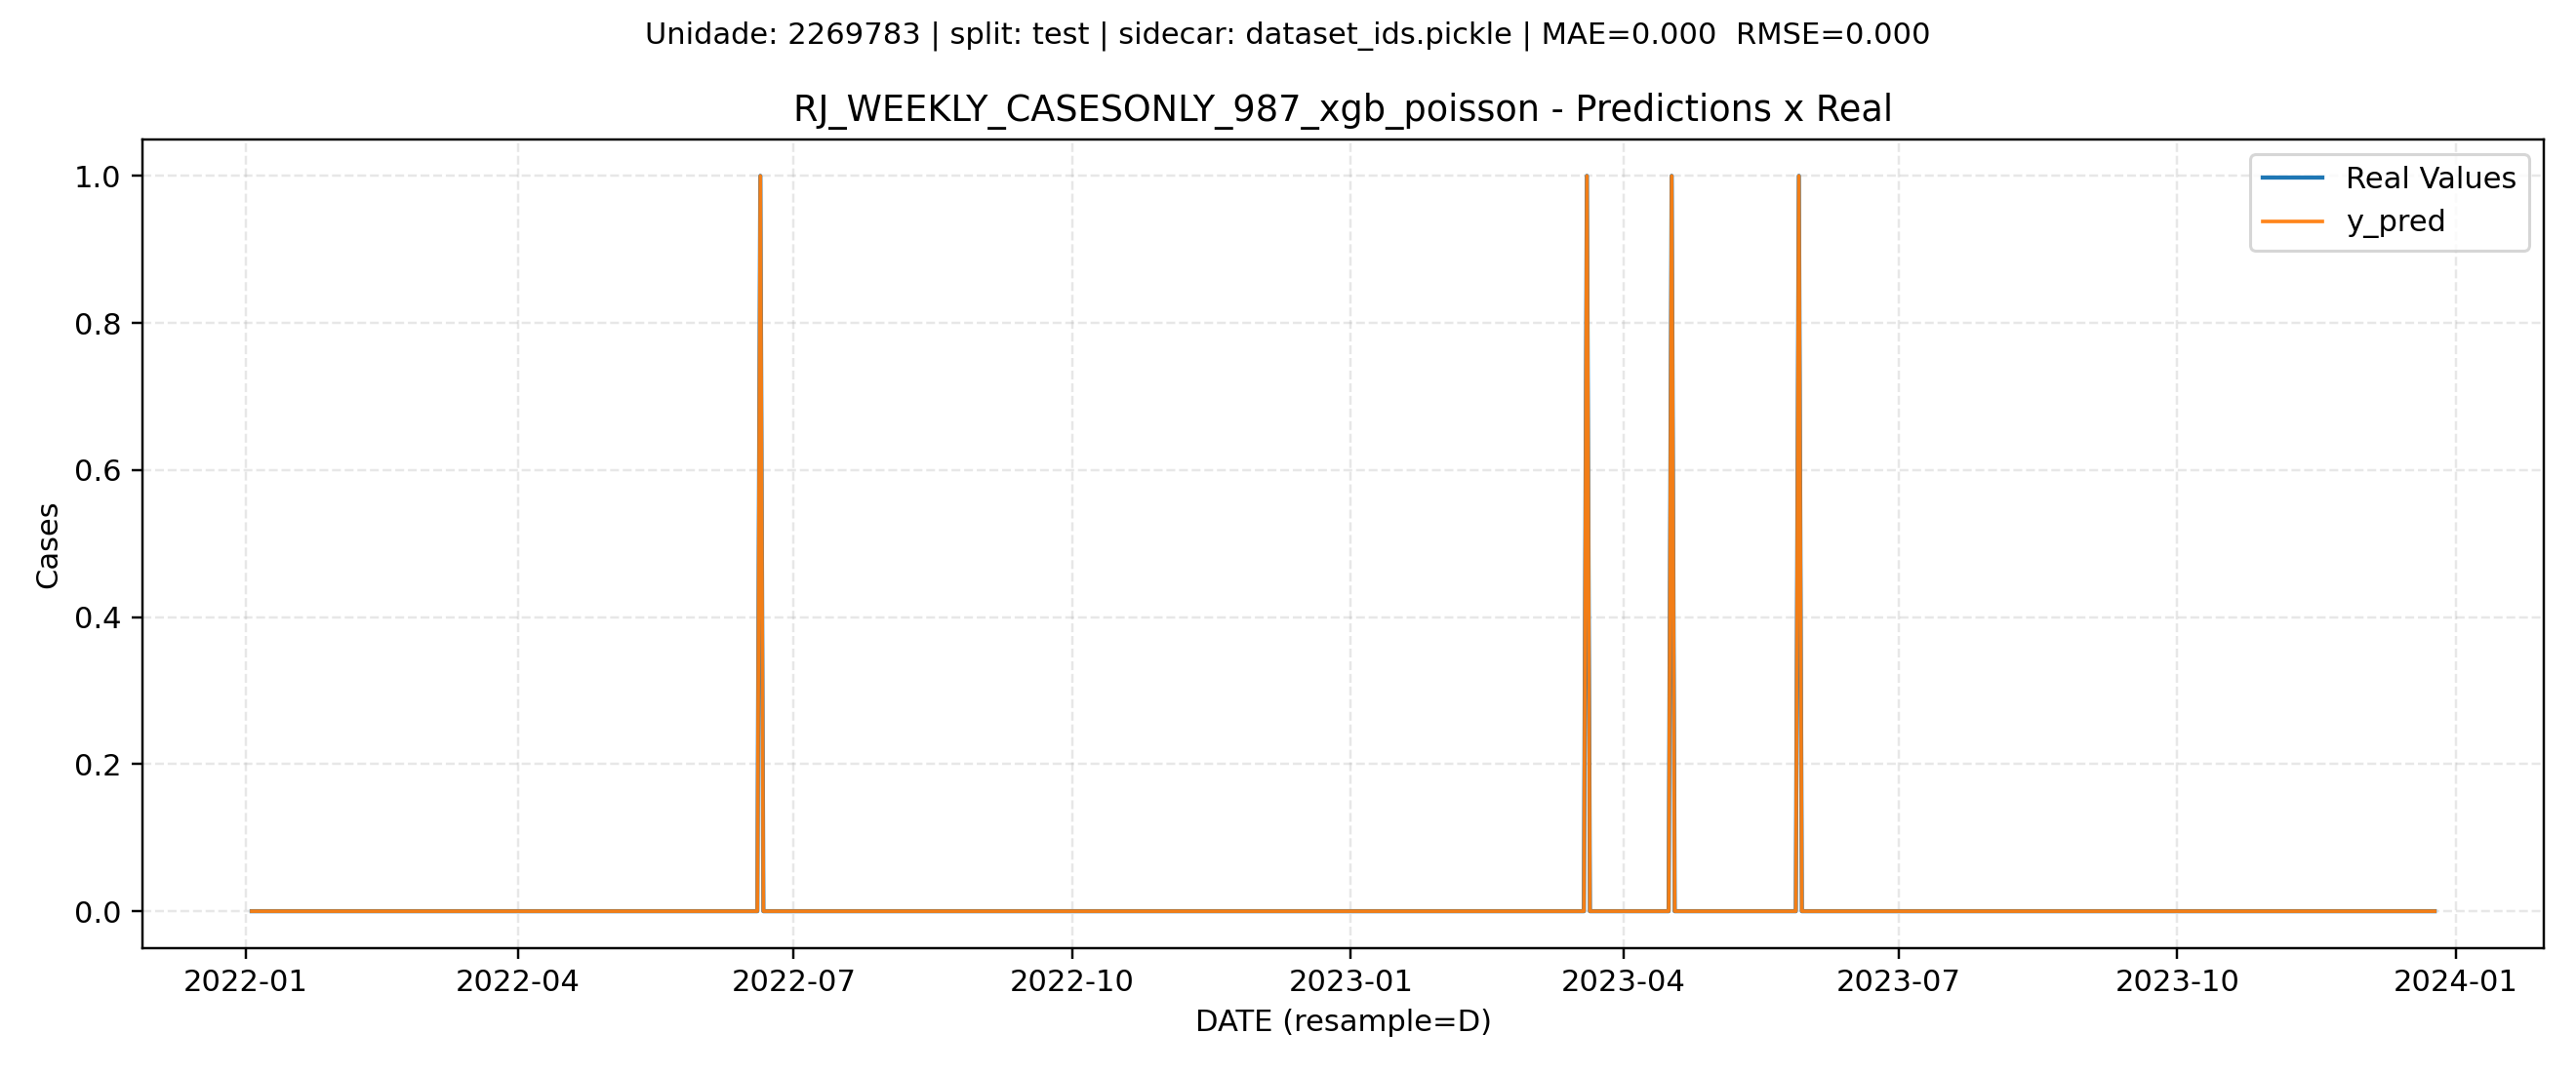 Unidade: 2269783 | split: test | sidecar: dataset_ids.pickle | MAE=0.000  RMSE=0.000
RJ_WEEKLY_CASESONLY_987_xgb_poisson - Predictions x Real
Real Values
y_pred
Cases
1.0
0.8
0.6
0.4
0.2
0.0
2022-01 2022-04 2022-07 2022-10 2023-01 2023-04 2023-07 2023-10 2024-01
DATE (resample=D)